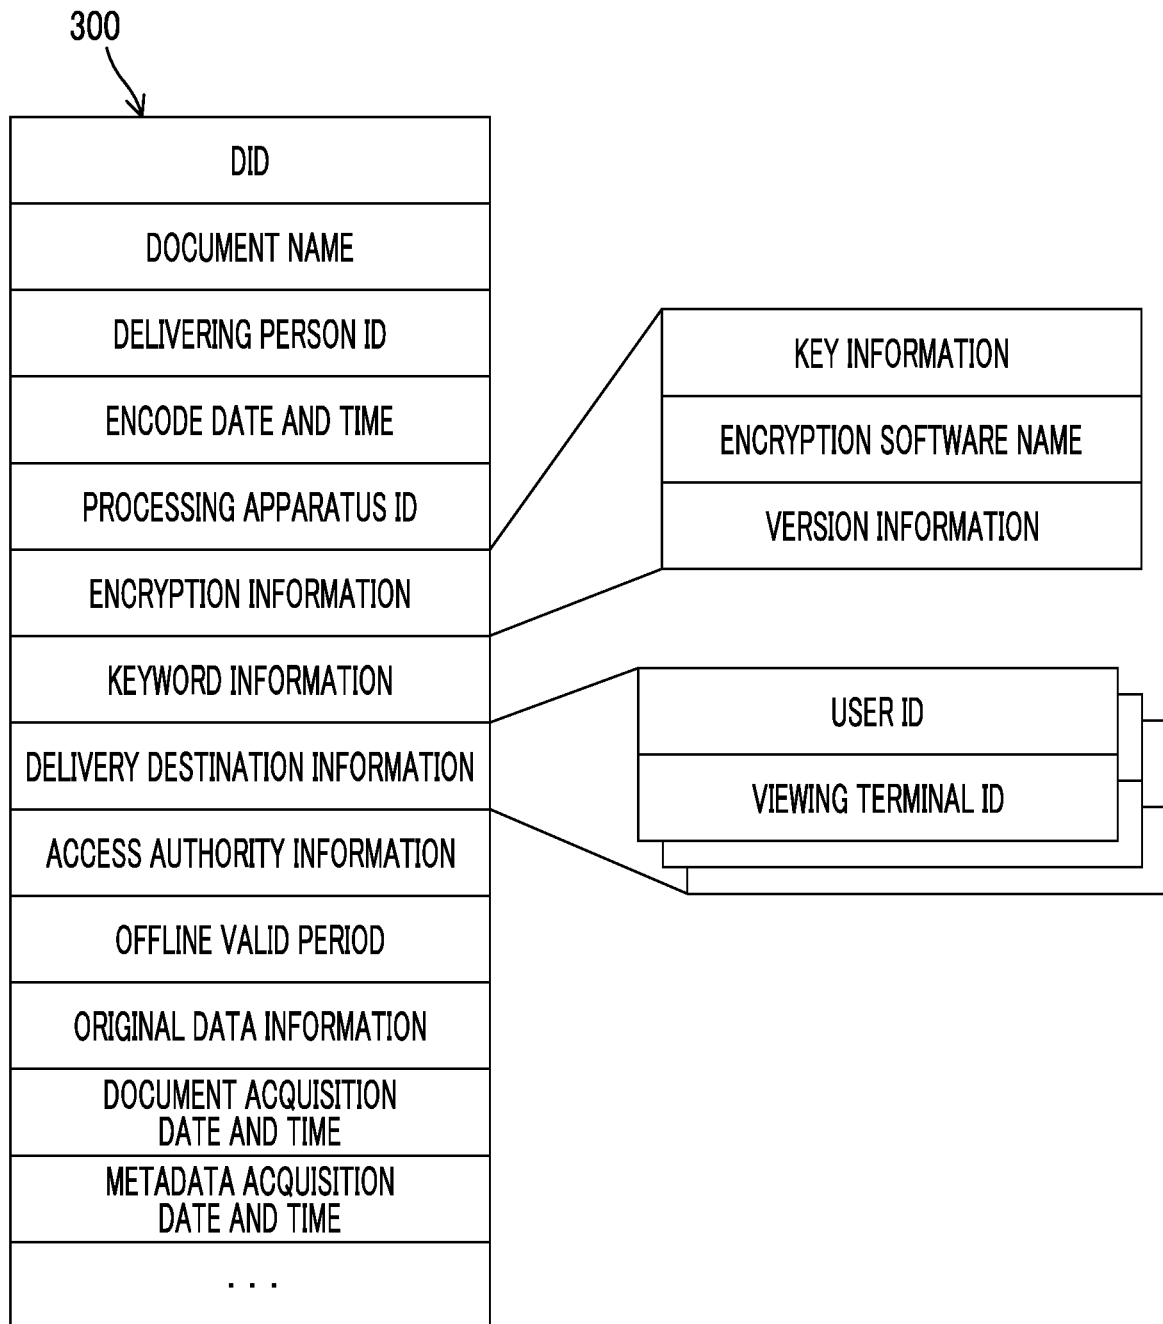 300
DID
DOCUMENT NAME
DELIVERING PERSON ID
ENCODE DATE AND TIME
PROCESSING APPARATUS ID
ENCRYPTION INFORMATION
KEYWORD INFORMATION
DELIVERY DESTINATION INFORMATION
ACCESS AUTHORITY INFORMATION
OFFLINE VALID PERIOD
ORIGINAL DATA INFORMATION
DOCUMENT ACQUISITION
DATE AND TIME
METADATA ACQUISITION
DATE AND TIME
. . .
KEY INFORMATION
ENCRYPTION SOFTWARE NAME
VERSION INFORMATION
USER ID
VIEWING TERMINAL ID